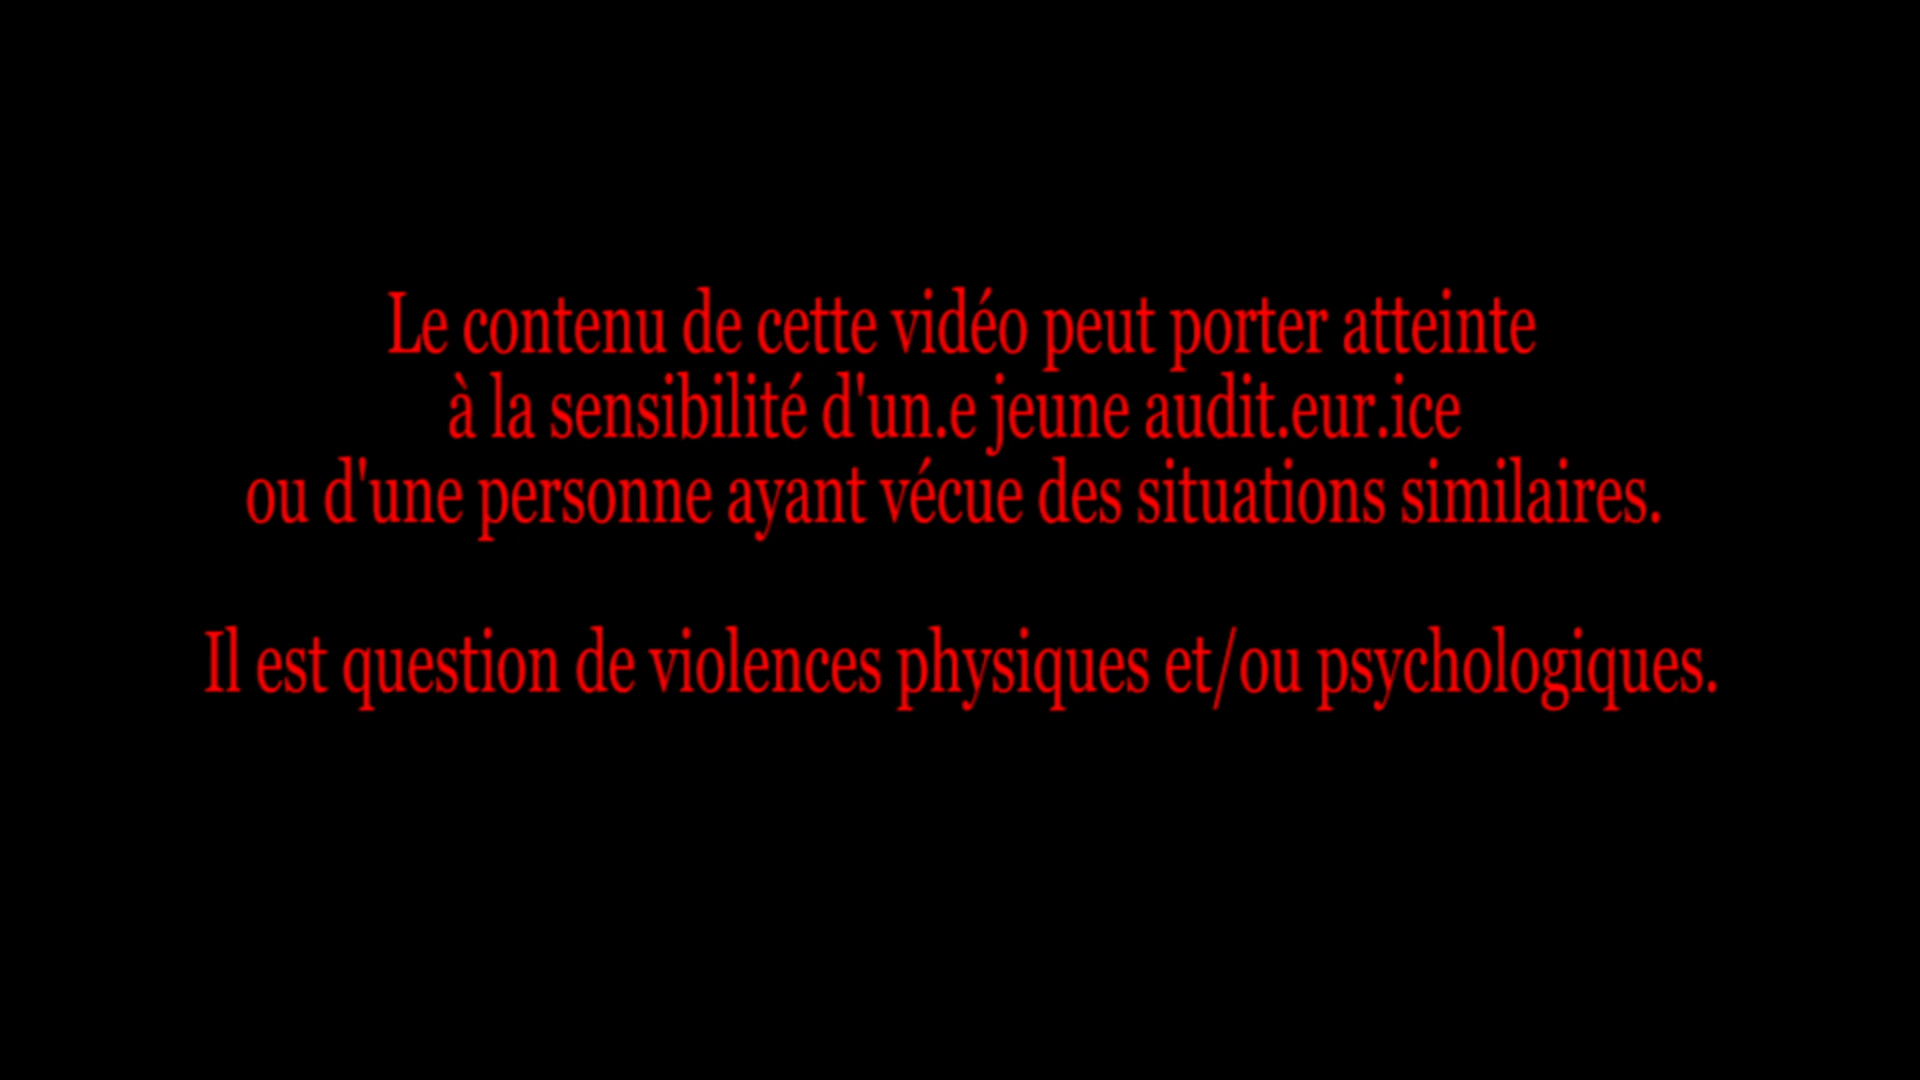 Le contenu de cette vidéo peut porter atteinte
à la sensibilité d'un.e jeune audit.eur.ice
ou d'une personne ayant vécue des situations similaires.
Il est question de violences physiques et/ou psychologiques.